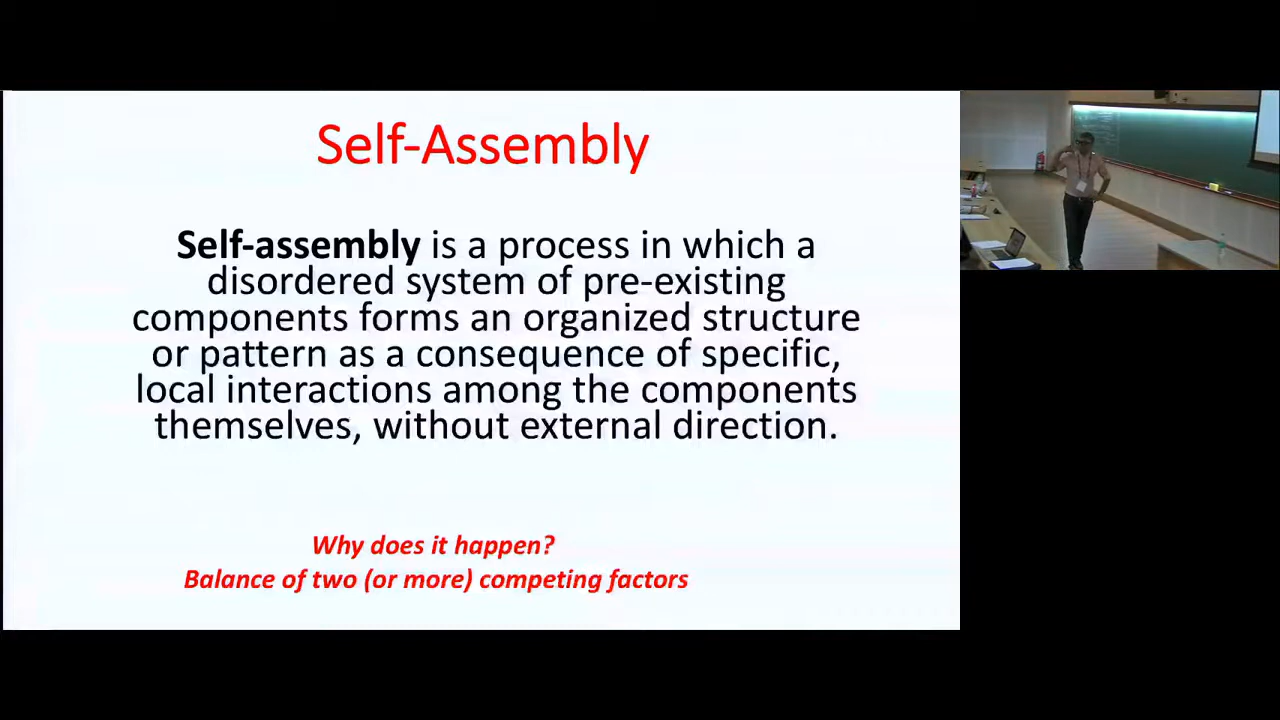 Self-Assembly
Self-assembly is a process in which a
disordered system of pre-existing
components forms an organized structure
or pattern as a consequence of specific,
local interactions among the components
themselves, without external direction.
Why does it happen?
Balance of two (or more) competing factors